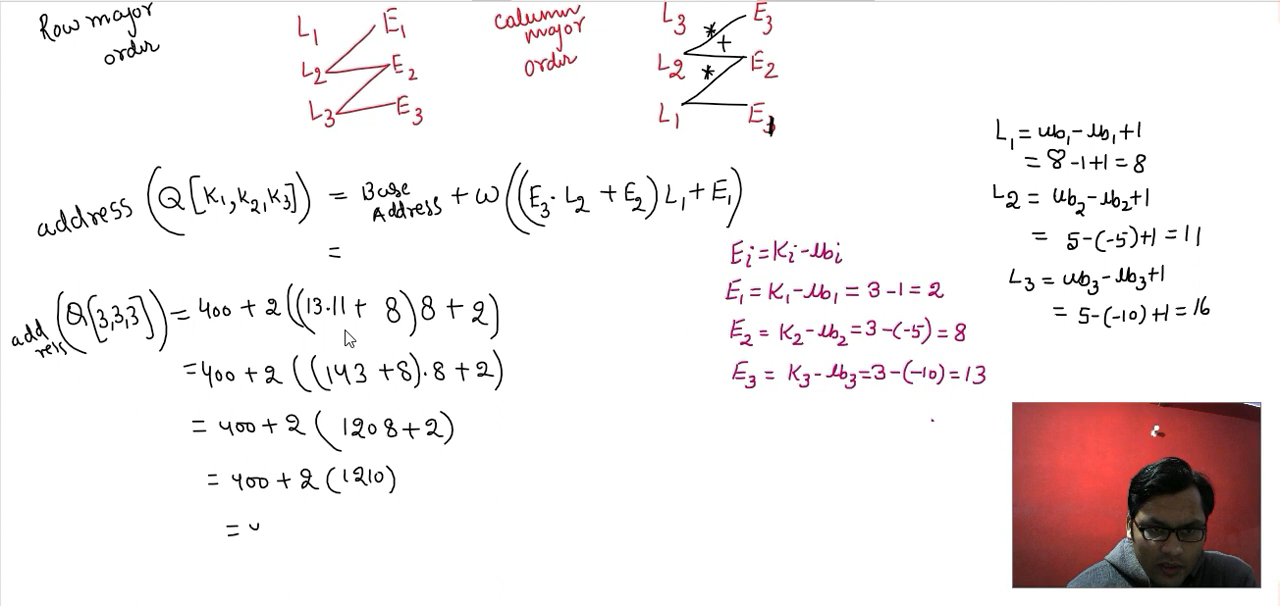 Row major
order
L1 E1
L2 E2
L3 E3
Calumn
major
order
L3 E3
* +
L2 E2
*
L1 E1
L1 = ub1 - lb1 + 1
= 8 - 1 + 1 = 8
L2 = ub2 - lb2 + 1
= 5 - (-5) + 1 = 11
L3 = ub3 - lb3 + 1
= 5 - (-10) + 1 = 16
address (Q[K1, K2, K3]) = Base Address + w((E3 · L2 + E2) L1 + E1)
=
Ei = Ki - lbi
E1 = K1 - lb1 = 3 - 1 = 2
E2 = K2 - lb2 = 3 - (-5) = 8
E3 = K3 - lb3 = 3 - (-10) = 13
address (Q[3,3,3]) = 400 + 2((13·11 + 8) 8 + 2)
= 400 + 2((143 + 8)·8 + 2)
= 400 + 2(1208 + 2)
= 400 + 2(1210)
=